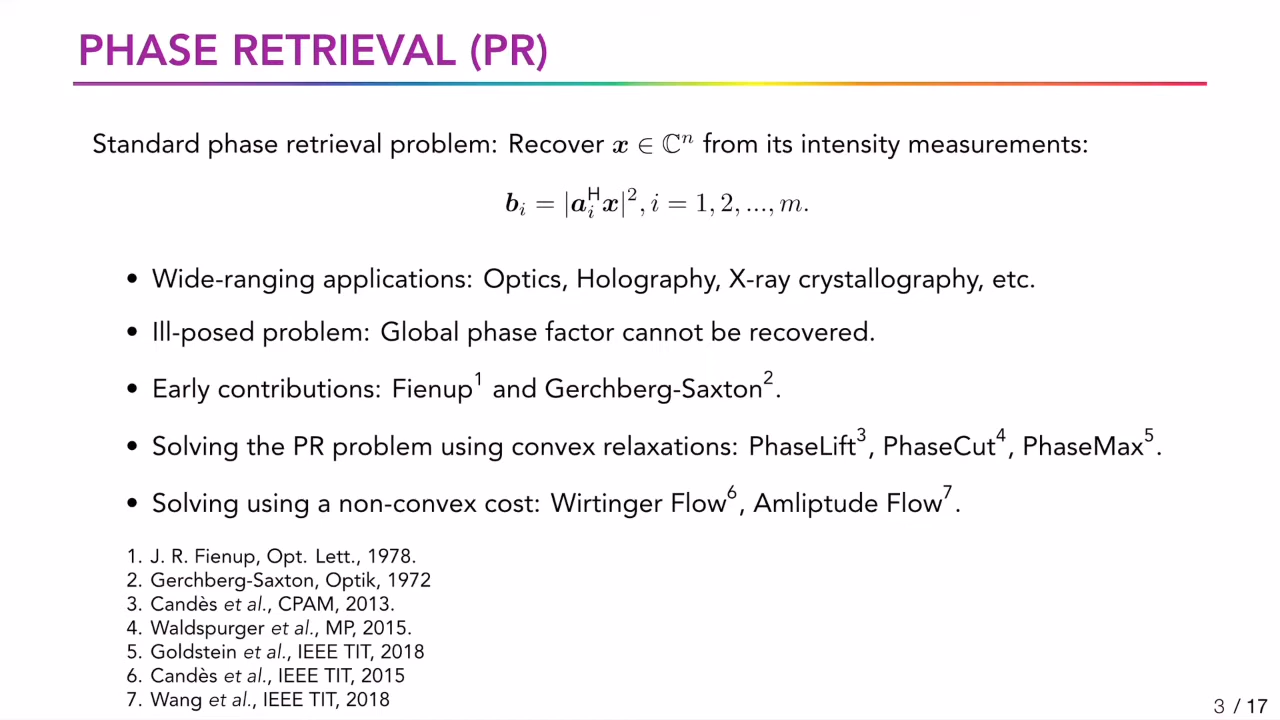 PHASE RETRIEVAL (PR)
Standard phase retrieval problem: Recover 𝒙 ∈ ℂⁿ from its intensity measurements:
𝒃ᵢ = |𝒂ᵢᴴ𝒙|², i = 1, 2, ..., m.
• Wide-ranging applications: Optics, Holography, X-ray crystallography, etc.
• Ill-posed problem: Global phase factor cannot be recovered.
• Early contributions: Fienup¹ and Gerchberg-Saxton².
• Solving the PR problem using convex relaxations: PhaseLift³, PhaseCut⁴, PhaseMax⁵.
• Solving using a non-convex cost: Wirtinger Flow⁶, Amliptude Flow⁷.
1. J. R. Fienup, Opt. Lett., 1978.
2. Gerchberg-Saxton, Optik, 1972
3. Candès et al., CPAM, 2013.
4. Waldspurger et al., MP, 2015.
5. Goldstein et al., IEEE TIT, 2018
6. Candès et al., IEEE TIT, 2015
7. Wang et al., IEEE TIT, 2018
3 / 17